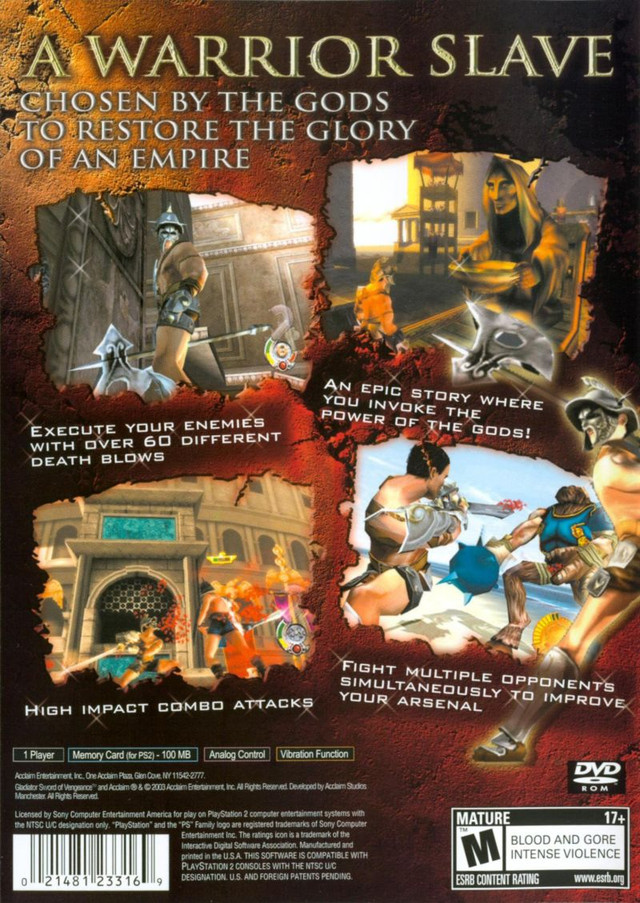 A WARRIOR SLAVE
CHOSEN BY THE GODS
TO RESTORE THE GLORY
OF AN EMPIRE
AN EPIC STORY WHERE
YOU INVOKE THE
POWER OF THE GODS!
EXECUTE YOUR ENEMIES
WITH OVER 60 DIFFERENT
DEATH BLOWS
HIGH IMPACT COMBO ATTACKS
FIGHT MULTIPLE OPPONENTS
SIMULTANEOUSLY TO IMPROVE
YOUR ARSENAL
1 Player
Memory Card (for PS2) - 100 MB
Analog Control
Vibration Function
Acclaim Entertainment, Inc. One Acclaim Plaza, Glen Cove, NY 11542-2777.
Gladiator Sword of Vengeance™ and Acclaim ® & © 2003 Acclaim Entertainment, Inc. All Rights Reserved. Developed by Acclaim Studios
Manchester. All Rights Reserved.
Licensed by Sony Computer Entertainment America for play on PlayStation 2 computer entertainment systems with
the NTSC U/C designation only. "PlayStation" and the "PS" Family logo are registered trademarks of Sony Computer
Entertainment Inc. The ratings icon is a trademark of the
Interactive Digital Software Association. Manufactured and
printed in the U.S.A. THIS SOFTWARE IS COMPATIBLE WITH
PLAYSTATION 2 CONSOLES WITH THE NTSC U/C
DESIGNATION. U.S. AND FOREIGN PATENTS PENDING.
0 21481 23316 9
DVD
ROM
MATURE 17+
M
TM
BLOOD AND GORE
INTENSE VIOLENCE
ESRB CONTENT RATING www.esrb.org